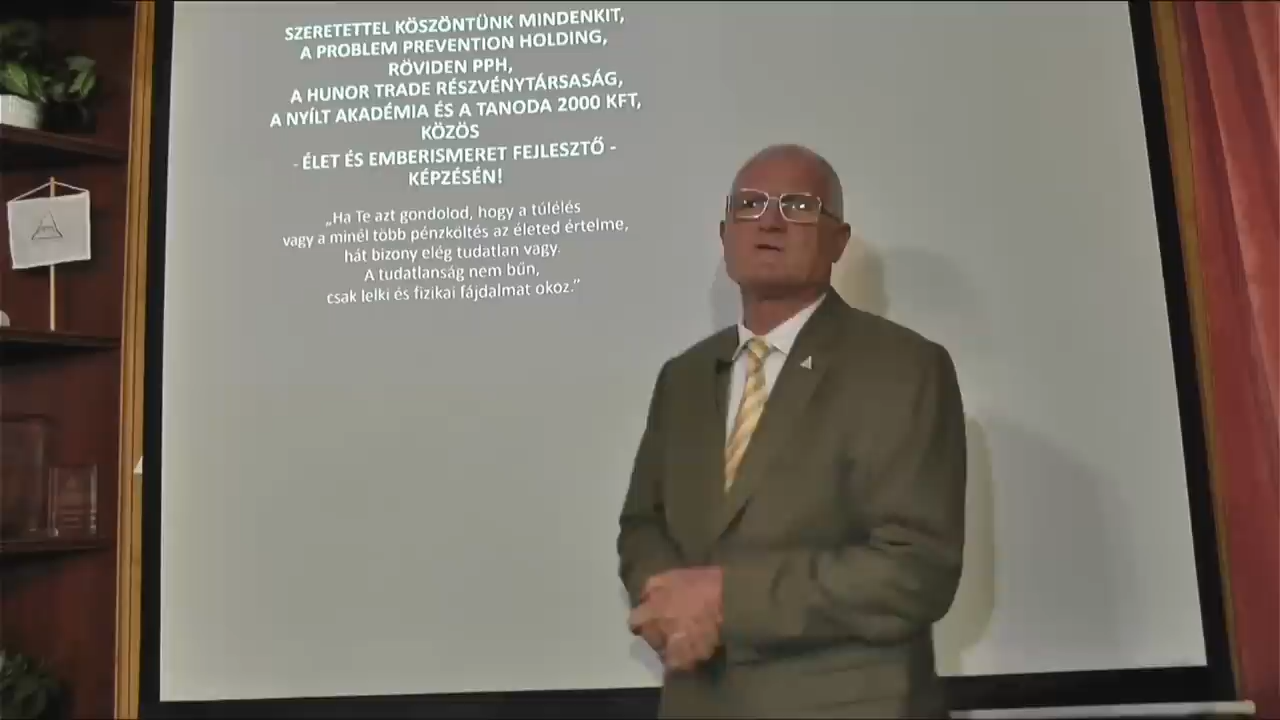 SZERETETTEL KÖSZÖNTÜNK MINDENKIT,
A PROBLEM PREVENTION HOLDING,
RÖVIDEN PPH,
A HUNOR TRADE RÉSZVÉNYTÁRSASÁG,
A NYÍLT AKADÉMIA ÉS A TANODA 2000 KFT,
KÖZÖS
- ÉLET ÉS EMBERISMERET FEJLESZTŐ -
KÉPZÉSÉN!
„Ha Te azt gondolod, hogy a túlélés
vagy a minél több pénzköltés az életed értelme,
hát bizony elég tudatlan vagy.
A tudatlanság nem bűn,
csak lelki és fizikai fájdalmat okoz.”